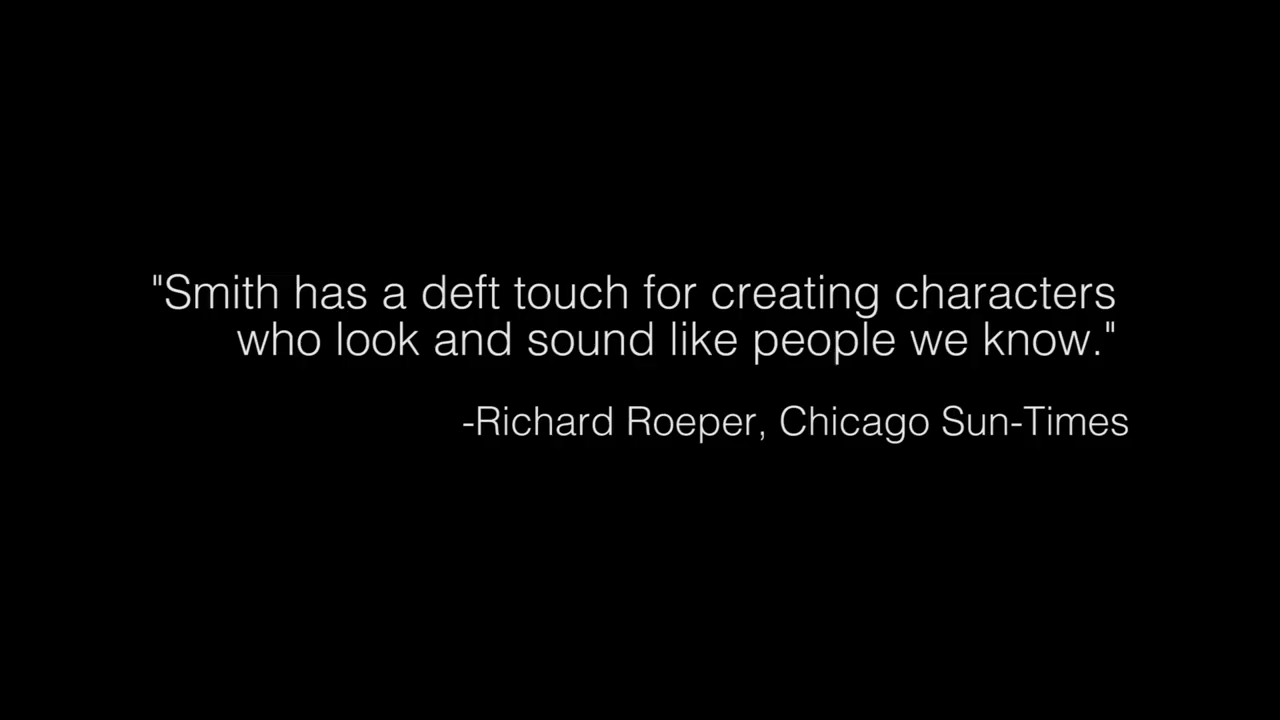 "Smith has a deft touch for creating characters
who look and sound like people we know."
-Richard Roeper, Chicago Sun-Times